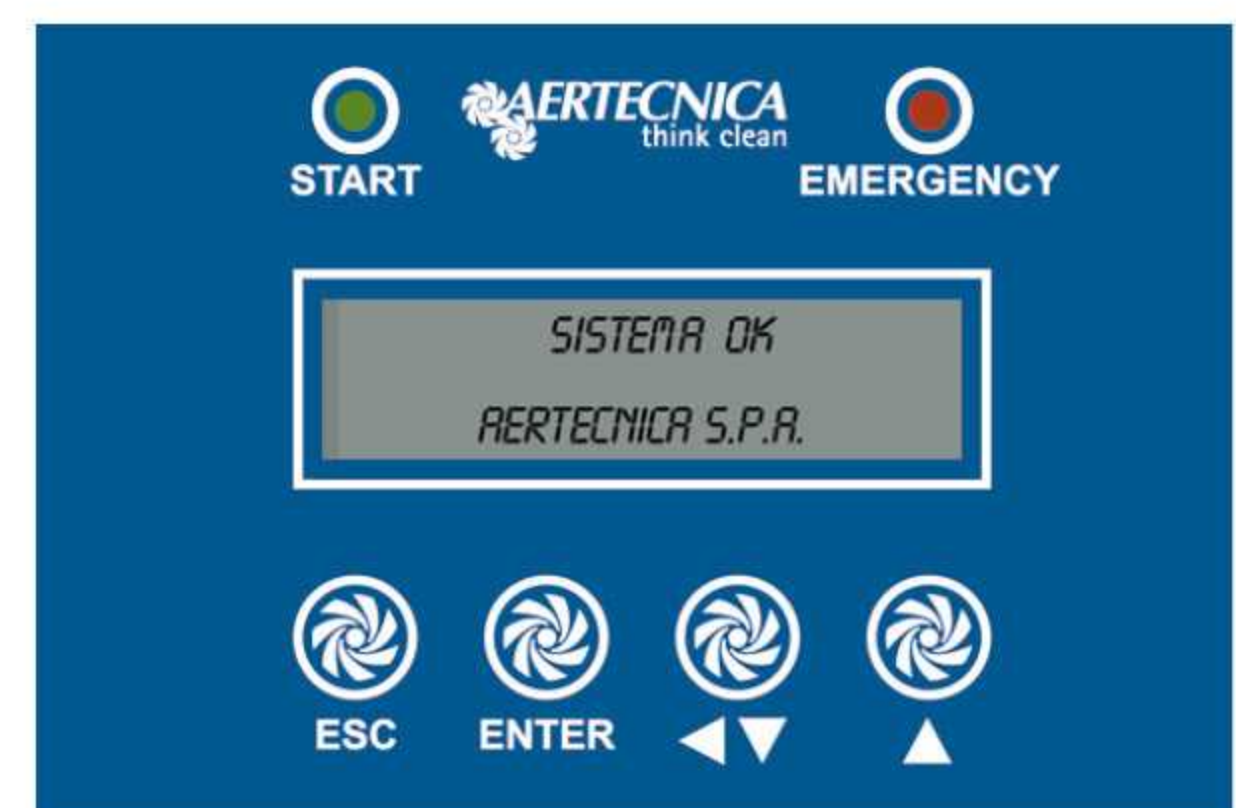 AERTECNICA
think clean
START
EMERGENCY
SISTEMA OK
AERTECNICA S.P.A.
ESC
ENTER